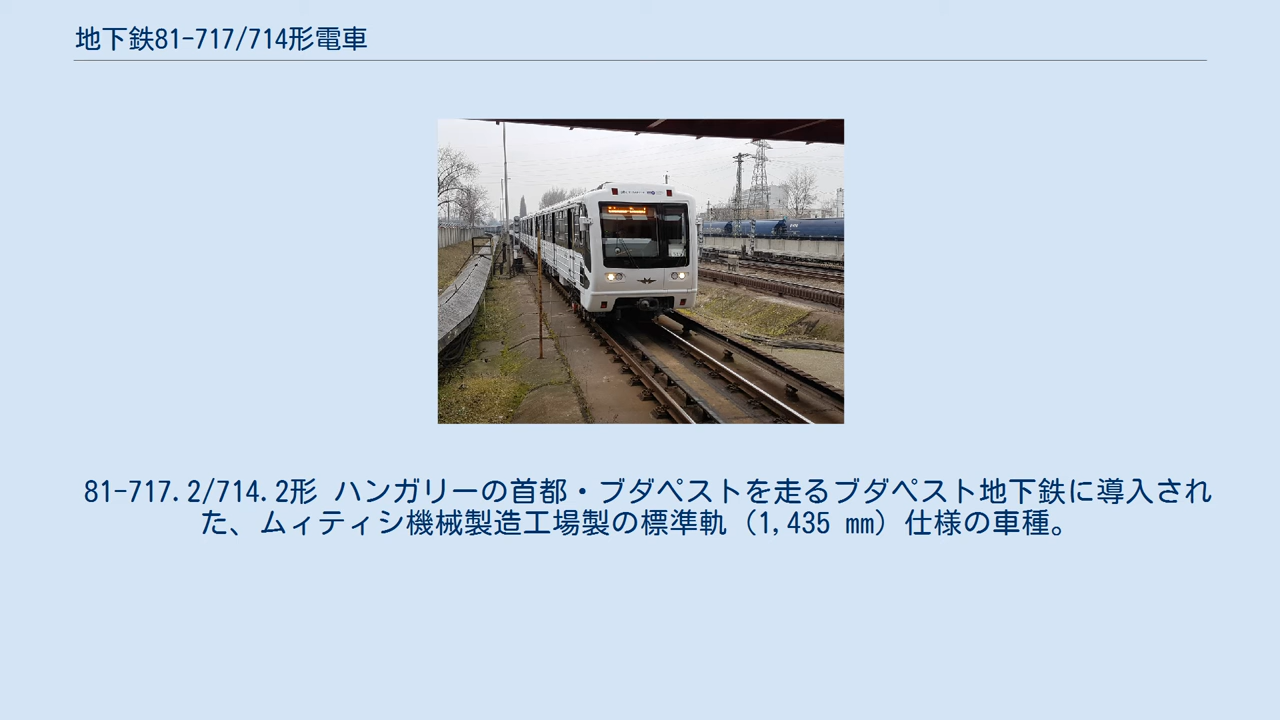 地下鉄81-717/714形電車
81-717.2/714.2形 ハンガリーの首都・ブダペストを走るブダペスト地下鉄に導入され
た、ムィティシ機械製造工場製の標準軌（1,435 mm）仕様の車種。